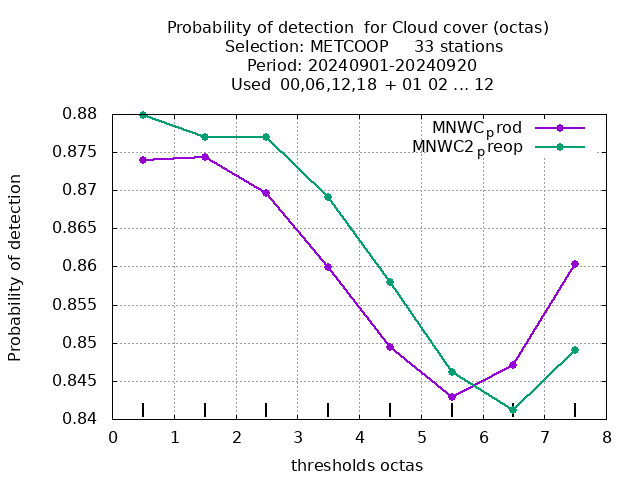 Probability of detection  for Cloud cover (octas)
Selection: METCOOP     33 stations
Period: 20240901-20240920
Used  00,06,12,18  + 01 02 ... 12
MNWCprod
MNWC2preop
0.88
0.875
0.87
0.865
0.86
0.855
0.85
0.845
0.84
Probability of detection
0 1 2 3 4 5 6 7 8
thresholds octas